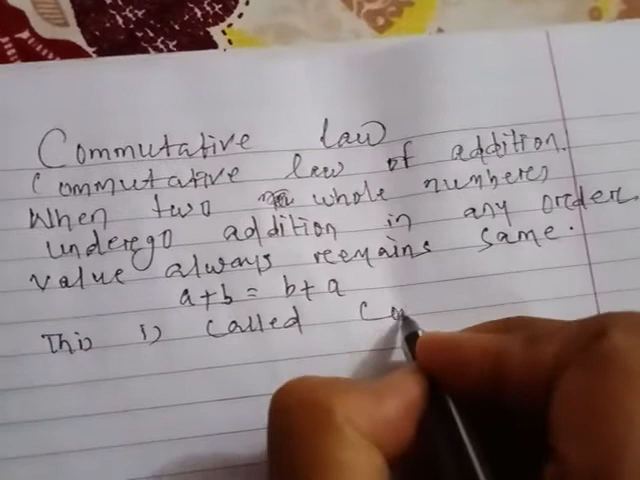 Commutative law
Commutative law of addition.
When two whole numbers
undergo addition in any order
value always remains same.
a+b = b+a
This is called Co